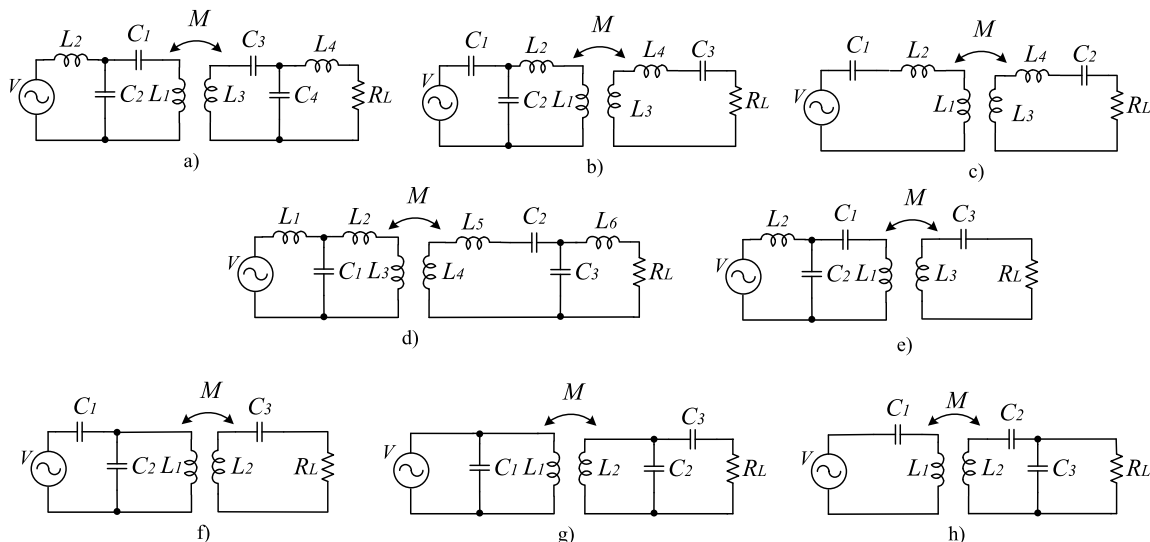 M
L2 C1 C3 L4
V C2 L1 L3 C4 RL
a)
M
C1 L2 L4 C3
V C2 L1 L3 RL
b)
M
C1 L2 L4 C2
V L1 L3 RL
c)
M
L1 L2 L5 C2 L6
V C1 L3 L4 C3 RL
d)
M
L2 C1 C3
V C2 L1 L3 RL
e)
M
C1 C3
V C2 L1 L2 RL
f)
M
C3
V C1 L1 L2 C2 RL
g)
M
C1 C2
V L1 L2 C3 RL
h)